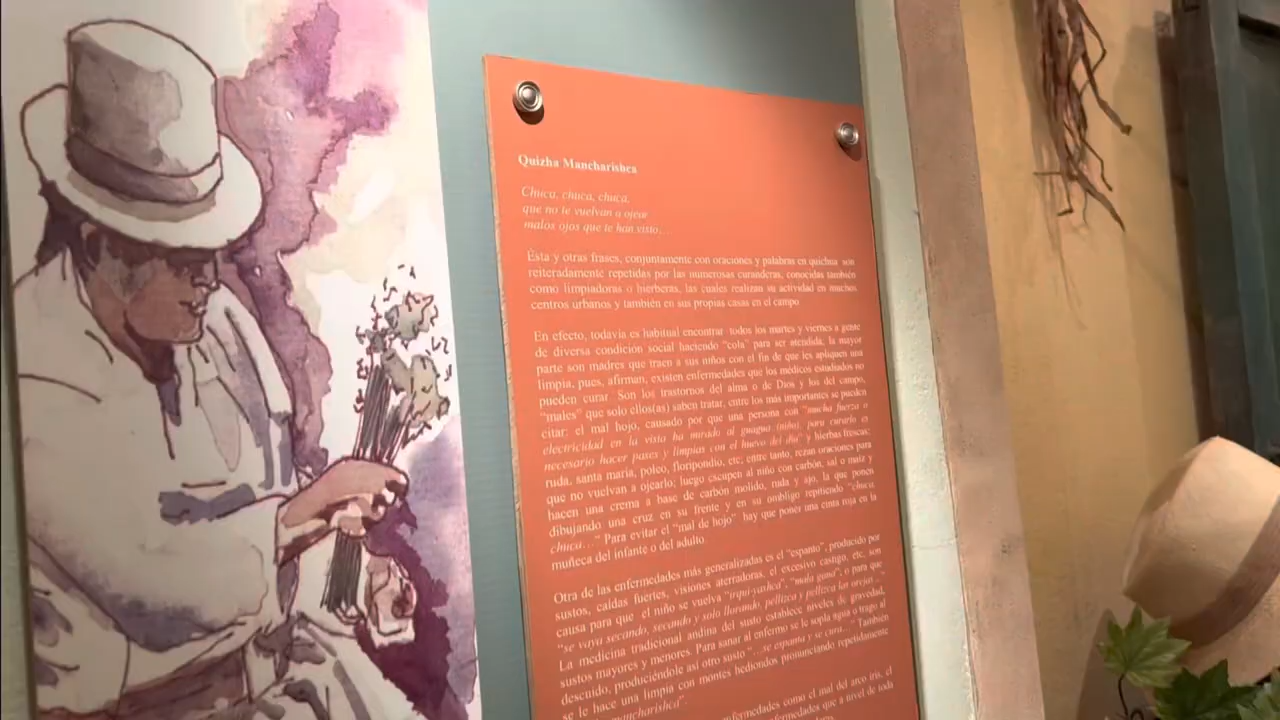 Quizha Mancharishca
Chuca, chuca, chuca,
que no te vuelvan a ojear
malos ojos que te han visto...
Ésta y otras frases, conjuntamente con oraciones y palabras en quichua son
reiteradamente repetidas por las numerosas curanderas, conocidas también
como limpiadoras o hierberas, las cuales realizan su actividad en muchos
centros urbanos y también en sus propias casas en el campo.
En efecto, todavía es habitual encontrar todos los martes y viernes a gente
de diversa condición social haciendo "cola" para ser atendida, la mayor
parte son madres que traen a sus niños con el fin de que les apliquen una
limpia, pues, afirman, existen enfermedades que los médicos estudiados no
pueden curar. Son los trastornos del alma o de Dios y los del campo,
"males" que solo ellos(as) saben tratar, entre los más importantes se pueden
citar: el mal hojo, causado por que una persona con "mucha fuerza o
electricidad en la vista ha mirado al guagua (niño), para curarlo es
necesario hacer pases y limpias con el huevo del día" y hierbas frescas:
ruda, santa maría, poleo, floripondio, etc; entre tanto, rezan oraciones para
que no vuelvan a ojearlo; luego escupen al niño con carbón, sal o maíz y
hacen una crema a base de carbón molido, ruda y ajo, la que ponen
dibujando una cruz en su frente y en su ombligo repitiendo "chuca,
chuca..." Para evitar el "mal de hojo" hay que poner una cinta roja en la
muñeca del infante o del adulto.
Otra de las enfermedades más generalizadas es el "espanto", producido por
sustos, caídas fuertes, visiones aterradoras, el excesivo castigo, etc, son
causa para que el niño se vuelva "irqui-yashca", "mala gana", o para que
"se vaya secando, secando y solo llorando, pellizca y pellizca las orejas..."
La medicina tradicional andina del susto establece niveles de gravedad,
sustos mayores y menores. Para sanar al enfermo se le sopla agua o trago al
descuido, produciéndole así otro susto "...se espanta y se cura..." También
se le hace una limpia con montes hediondos pronunciando repetidamente
mancharishca".
enfermedades como el mal del arco iris, el
enfermedades que a nivel de toda